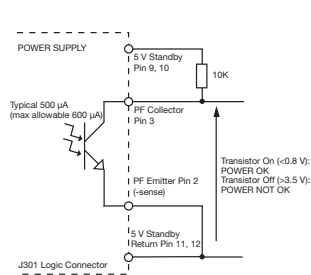 POWER SUPPLY
5 V Standby
Pin 9, 10
10K
Typical 500 µA
(max allowable 600 µA)
PF Collector
Pin 3
Transistor On (<0.8 V):
POWER OK
Transistor Off (>3.5 V):
POWER NOT OK
PF Emitter Pin 2
(-sense)
5 V Standby
Return Pin 11, 12
J301 Logic Connector